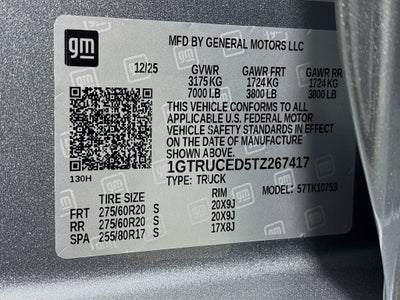 gm
MFD BY GENERAL MOTORS LLC
12/25 GVWR GAWR FRT GAWR RR
3175 KG 1724 KG 1724 KG
7000 LB 3800 LB 3800 LB
THIS VEHICLE CONFORMS TO ALL
APPLICABLE U.S. FEDERAL MOTOR
VEHICLE SAFETY STANDARDS IN EFFECT
ON THE DATE OF MANUFACTURE
SHOWN ABOVE.
130H
1GTRUCED5TZ267417
TYPE: TRUCK MODEL: 57TK10753
TIRE SIZE RIM
FRT 275/60R20 S 20X9J
RR 275/60R20 S 20X9J
SPA 255/80R17 S 17X8J